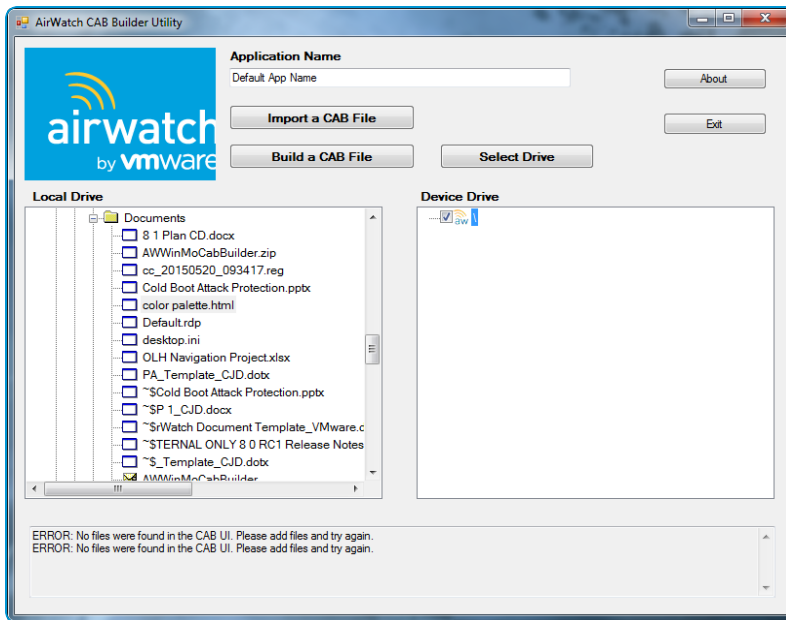 AirWatch CAB Builder Utility
Application Name
Default App Name
About
airwatch
by vmware
Import a CAB File
Exit
Build a CAB File
Select Drive
Local Drive
Device Drive
Documents
aw \
8 1 Plan CD.docx
AWWinMoCabBuilder.zip
cc_20150520_093417.reg
Cold Boot Attack Protection.pptx
color palette.html
Default.rdp
desktop.ini
OLH Navigation Project.xlsx
PA_Template_CJD.dotx
~$Cold Boot Attack Protection.pptx
~$P 1_CJD.docx
~$rWatch Document Template_VMware.c
~$TERNAL ONLY 8 0 RC1 Release Notes
~$_Template_CJD.dotx
AWWinMoCabBuilder
ERROR: No files were found in the CAB UI. Please add files and try again.
ERROR: No files were found in the CAB UI. Please add files and try again.